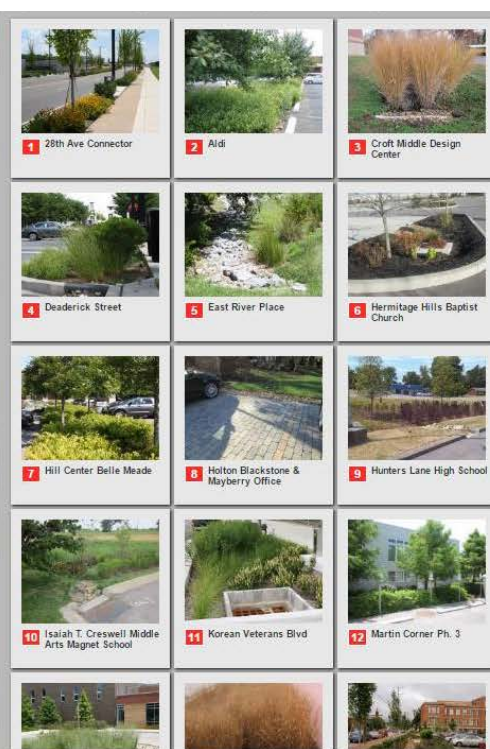 1 28th Ave Connector
2 Aldi
3 Croft Middle Design
Center
4 Deaderick Street
5 East River Place
6 Hermitage Hills Baptist
Church
7 Hill Center Belle Meade
8 Holton Blackstone &
Mayberry Office
9 Hunters Lane High School
10 Isaiah T. Creswell Middle
Arts Magnet School
11 Korean Veterans Blvd
12 Martin Corner Ph. 3